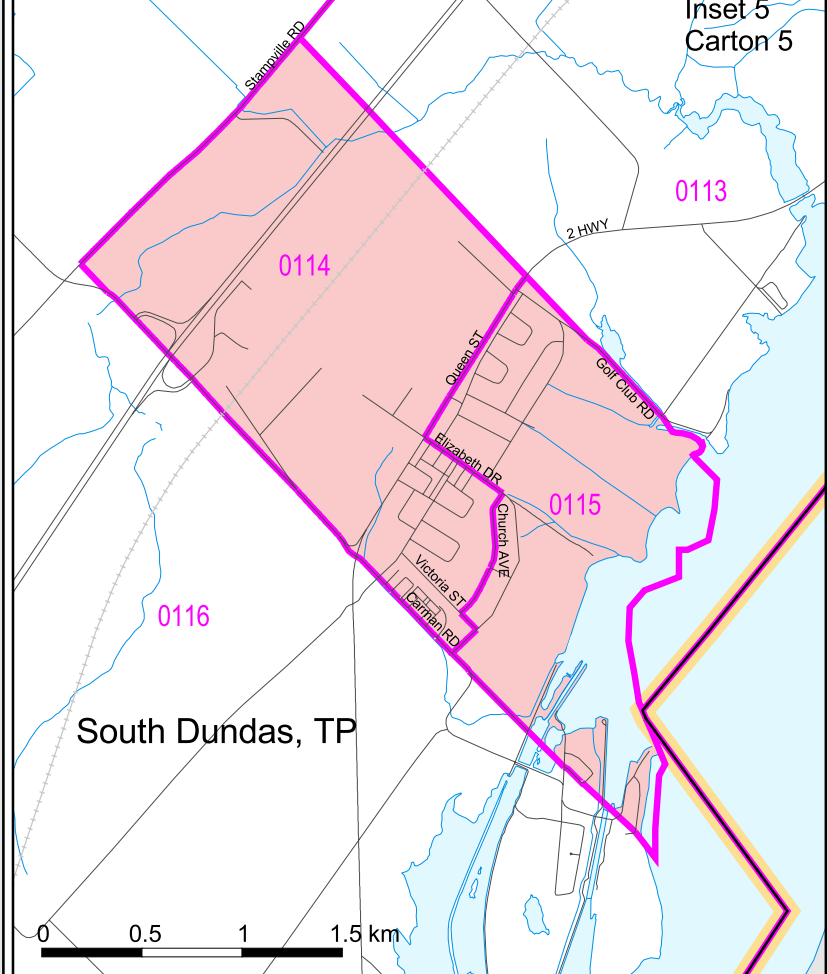 Inset 5
Carton 5
Stampville RD
0113
2 HWY
0114
Queen ST
Golf Club RD
Elizabeth DR
0115
Church AVE
Victoria ST
Carman RD
0116
South Dundas, TP
0 0.5 1 1.5 km